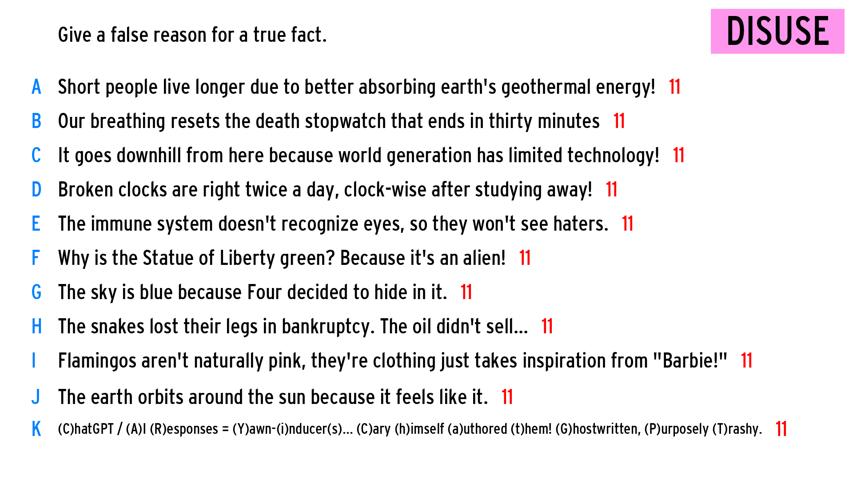 Give a false reason for a true fact.
DISUSE
A Short people live longer due to better absorbing earth's geothermal energy! 11
B Our breathing resets the death stopwatch that ends in thirty minutes 11
C It goes downhill from here because world generation has limited technology! 11
D Broken clocks are right twice a day, clock-wise after studying away! 11
E The immune system doesn't recognize eyes, so they won't see haters. 11
F Why is the Statue of Liberty green? Because it's an alien! 11
G The sky is blue because Four decided to hide in it. 11
H The snakes lost their legs in bankruptcy. The oil didn't sell... 11
I Flamingos aren't naturally pink, they're clothing just takes inspiration from "Barbie!" 11
J The earth orbits around the sun because it feels like it. 11
K (C)hatGPT / (A)I (R)esponses = (Y)awn-(i)nducer(s)... (C)ary (h)imself (a)uthored (t)hem! (G)hostwritten, (P)urposely (T)rashy. 11